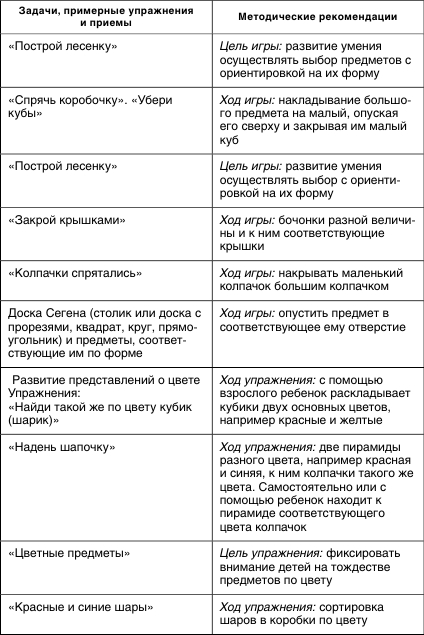 Задачи, примерные упражнения
и приемы
Методические рекомендации
«Построй лесенку»
Цель игры: развитие умения
осуществлять выбор предметов с
ориентировкой на их форму
«Спрячь коробочку». «Убери
кубы»
Ход игры: накладывание большо-
го предмета на малый, опуская
его сверху и закрывая им малый
куб
«Построй лесенку»
Цель игры: развитие умения
осуществлять выбор с ориенти-
ровкой на их форму
«Закрой крышками»
Ход игры: бочонки разной величи-
ны и к ним соответствующие
крышки
«Колпачки спрятались»
Ход игры: накрывать маленький
колпачок большим колпачком
Доска Сегена (столик или доска с
прорезями, квадрат, круг, прямо-
угольник) и предметы, соответ-
ствующие им по форме
Ход игры: опустить предмет в
соответствующее ему отверстие
Развитие представлений о цвете
Упражнения:
«Найди такой же по цвету кубик
(шарик)»
Ход упражнения: с помощью
взрослого ребенок раскладывает
кубики двух основных цветов,
например красные и желтые
«Надень шапочку»
Ход упражнения: две пирамиды
разного цвета, например красная
и синяя, к ним колпачки такого же
цвета. Самостоятельно или с
помощью ребенок находит к
пирамиде соответствующего
цвета колпачок
«Цветные предметы»
Цель упражнения: фиксировать
внимание детей на тождестве
предметов по цвету
«Красные и синие шары»
Ход упражнения: сортировка
шаров в коробки по цвету